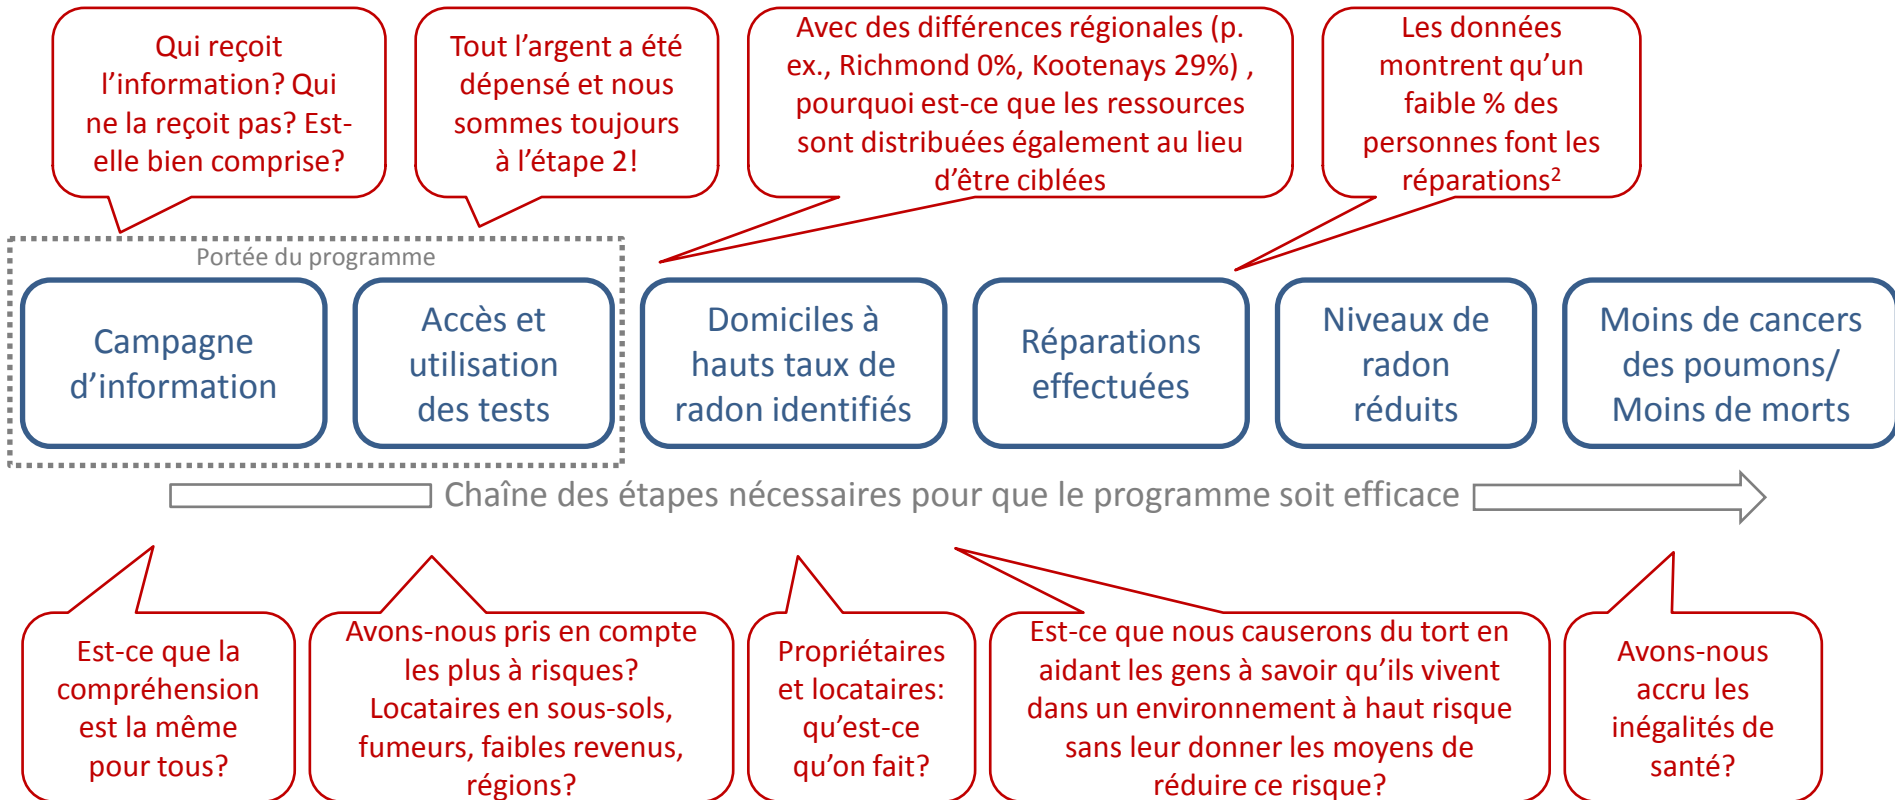 Qui reçoit
l’information? Qui
ne la reçoit pas? Est-
elle bien comprise?
Tout l’argent a été
dépensé et nous
sommes toujours
à l’étape 2!
Avec des différences régionales (p.
ex., Richmond 0%, Kootenays 29%) ,
pourquoi est-ce que les ressources
sont distribuées également au lieu
d’être ciblées
Les données
montrent qu’un
faible % des
personnes font les
réparations²
Portée du programme
Campagne
d’information
Accès et
utilisation
des tests
Domiciles à
hauts taux de
radon identifiés
Réparations
effectuées
Niveaux de
radon
réduits
Moins de cancers
des poumons/
Moins de morts
Chaîne des étapes nécessaires pour que le programme soit efficace
Est-ce que la
compréhension
est la même
pour tous?
Avons-nous pris en compte
les plus à risques?
Locataires en sous-sols,
fumeurs, faibles revenus,
régions?
Propriétaires
et locataires:
qu’est-ce
qu’on fait?
Est-ce que nous causerons du tort en
aidant les gens à savoir qu’ils vivent
dans un environnement à haut risque
sans leur donner les moyens de
réduire ce risque?
Avons-nous
accru les
inégalités de
santé?